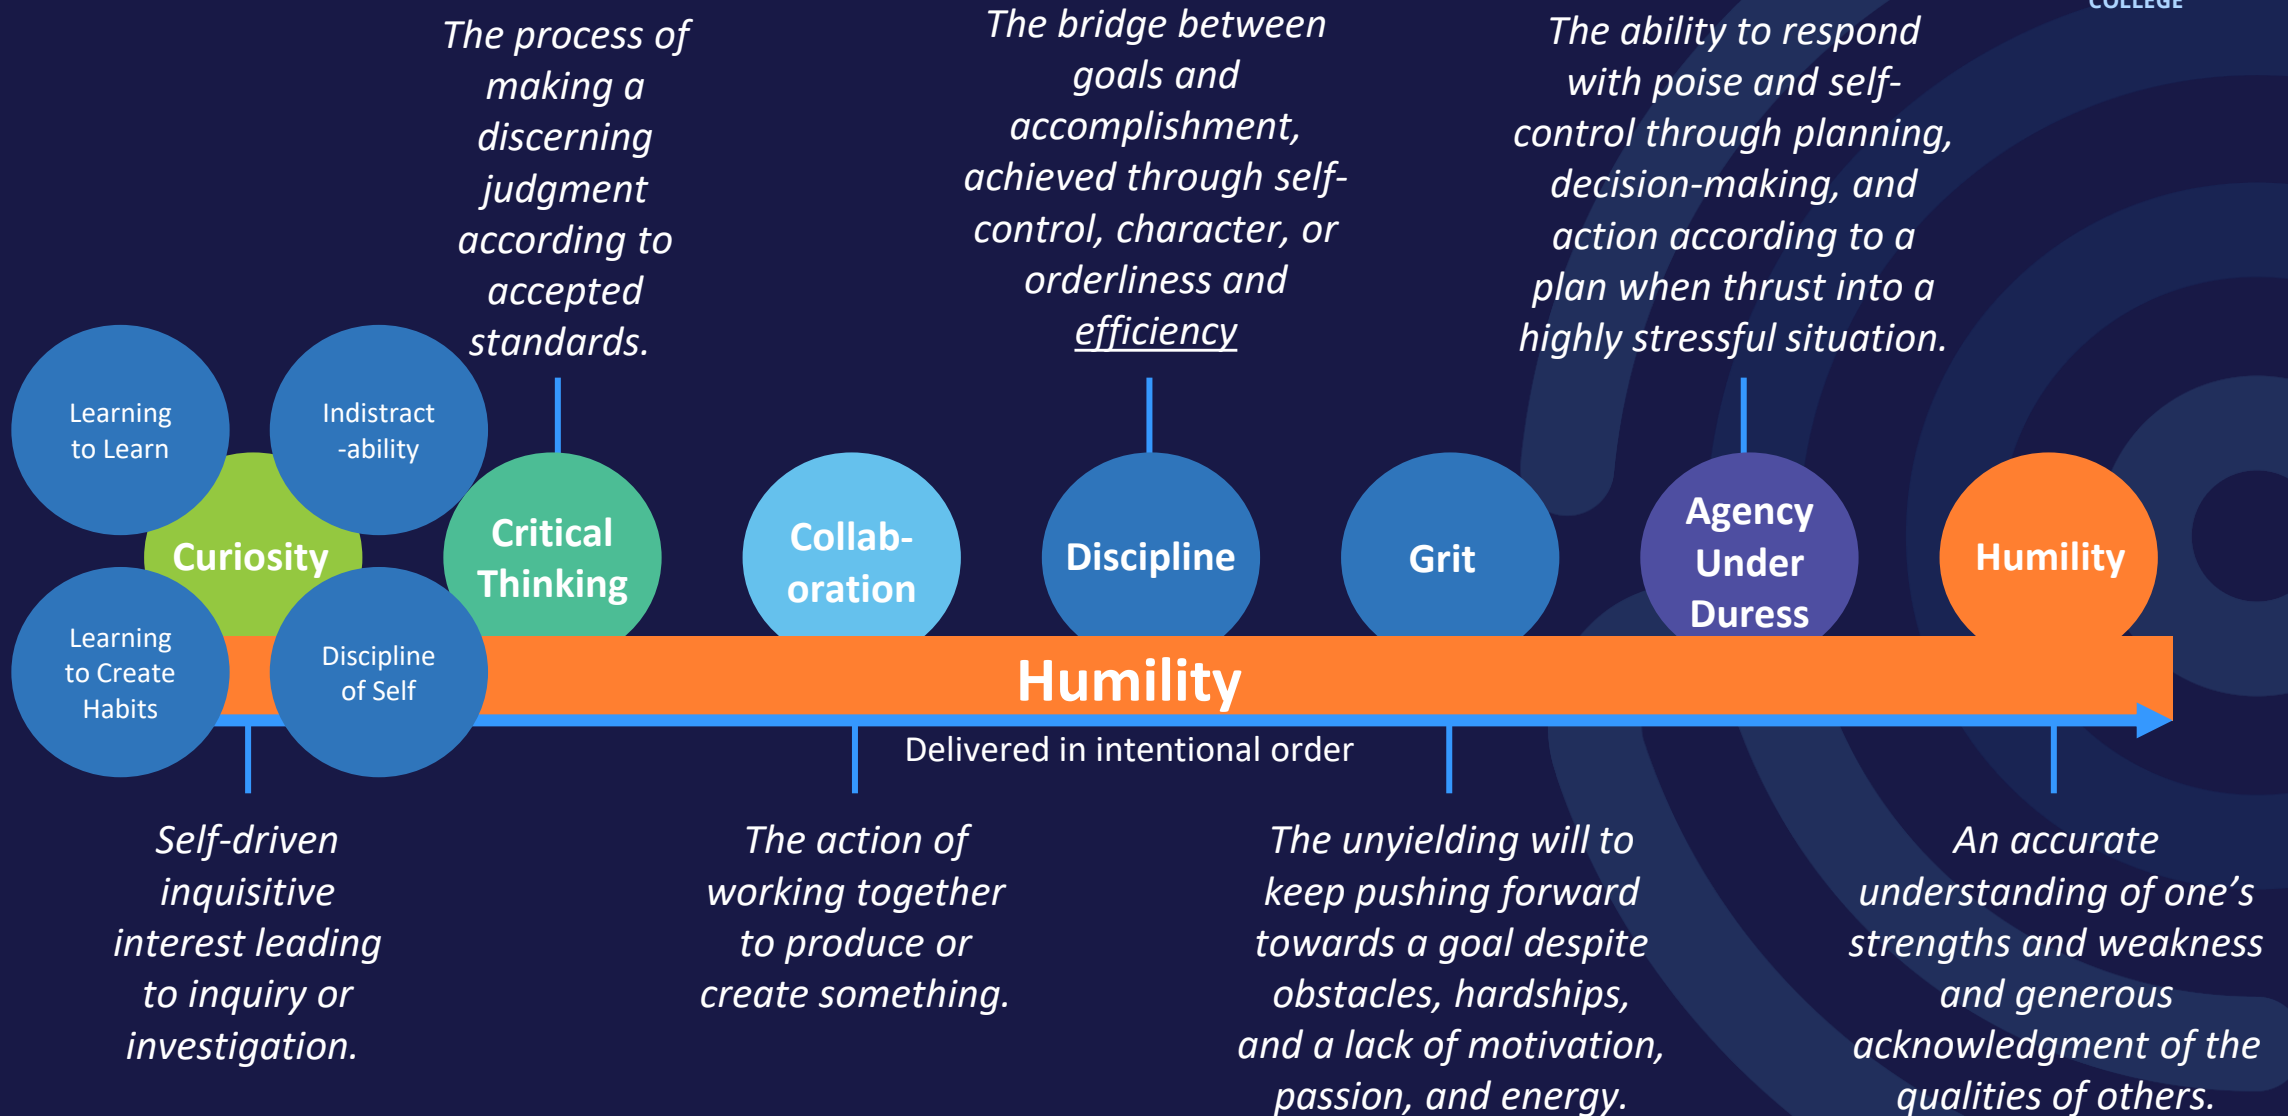 COLLEGE
The process of
making a
discerning
judgment
according to
accepted
standards.
The bridge between
goals and
accomplishment,
achieved through self-
control, character, or
orderliness and
efficiency
The ability to respond
with poise and self-
control through planning,
decision-making, and
action according to a
plan when thrust into a
highly stressful situation.
Learning
to Learn
Indistract
-ability
Curiosity
Learning
to Create
Habits
Discipline
of Self
Critical
Thinking
Collab-
oration
Discipline
Grit
Agency
Under
Duress
Humility
Humility
Delivered in intentional order
Self-driven
inquisitive
interest leading
to inquiry or
investigation.
The action of
working together
to produce or
create something.
The unyielding will to
keep pushing forward
towards a goal despite
obstacles, hardships,
and a lack of motivation,
passion, and energy.
An accurate
understanding of one’s
strengths and weakness
and generous
acknowledgment of the
qualities of others.